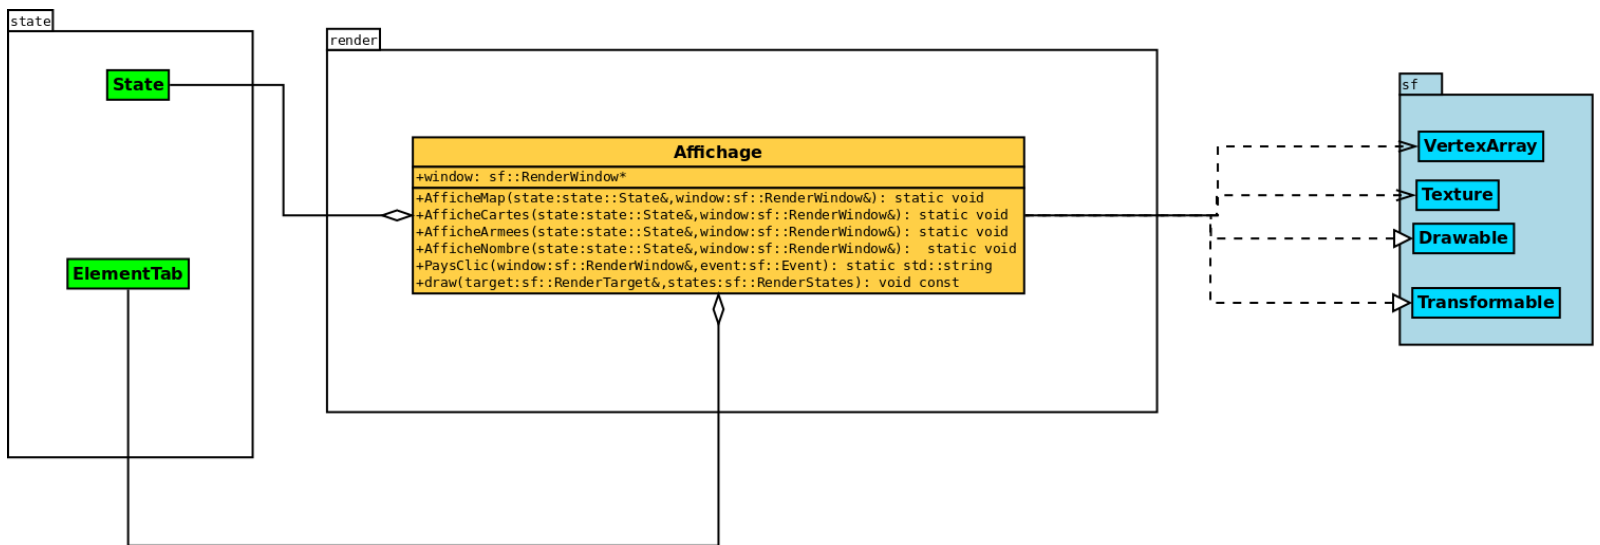 state
State
ElementTab
render
Affichage
+window: sf::RenderWindow*
+AfficheMap(state:state::State&,window:sf::RenderWindow&): static void
+AfficheCartes(state:state::State&,window:sf::RenderWindow&): static void
+AfficheArmees(state:state::State&,window:sf::RenderWindow&): static void
+AfficheNombre(state:state::State&,window:sf::RenderWindow&):  static void
+PaysClic(window:sf::RenderWindow&,event:sf::Event): static std::string
+draw(target:sf::RenderTarget&,states:sf::RenderStates): void const
sf
VertexArray
Texture
Drawable
Transformable